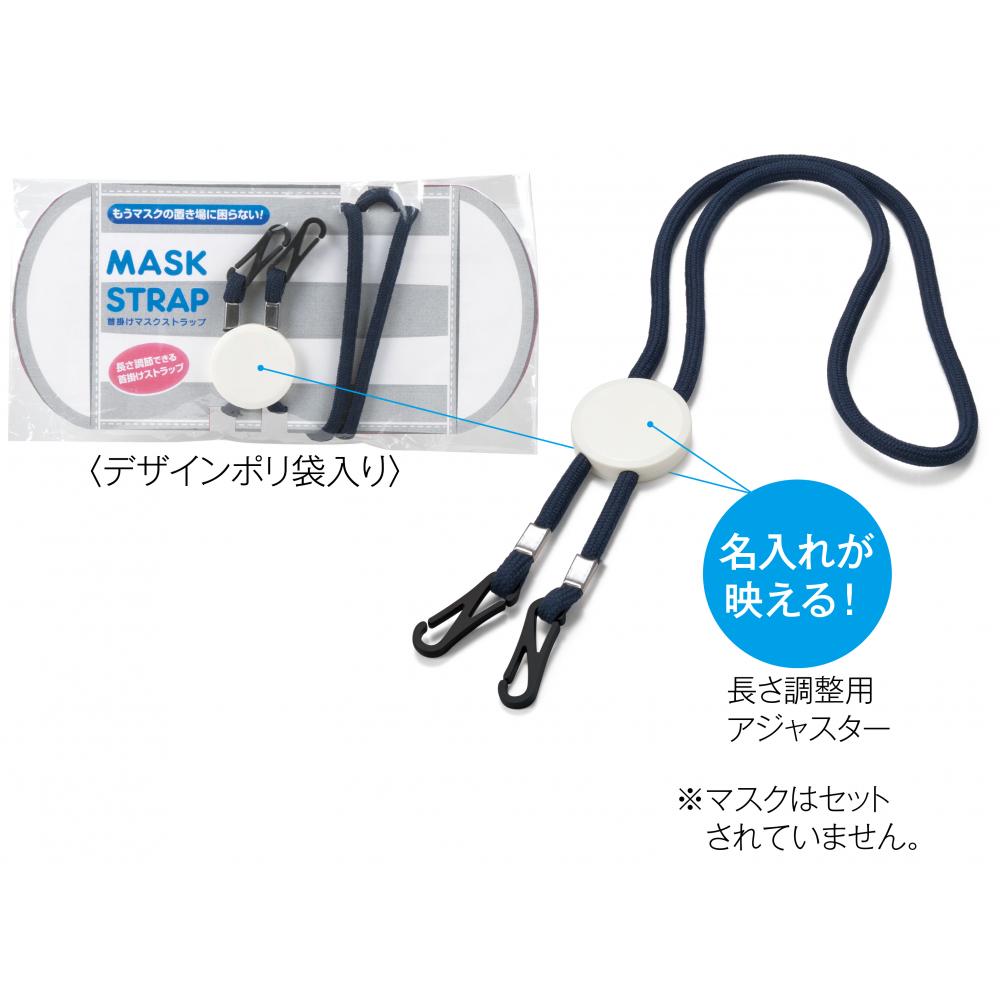 もうマスクの置き場に困らない!
MASK
STRAP
首掛けマスクストラップ
長さ調節できる
首掛けストラップ
〈デザインポリ袋入り〉
名入れが
映える!
長さ調整用
アジャスター
※マスクはセット
されていません。